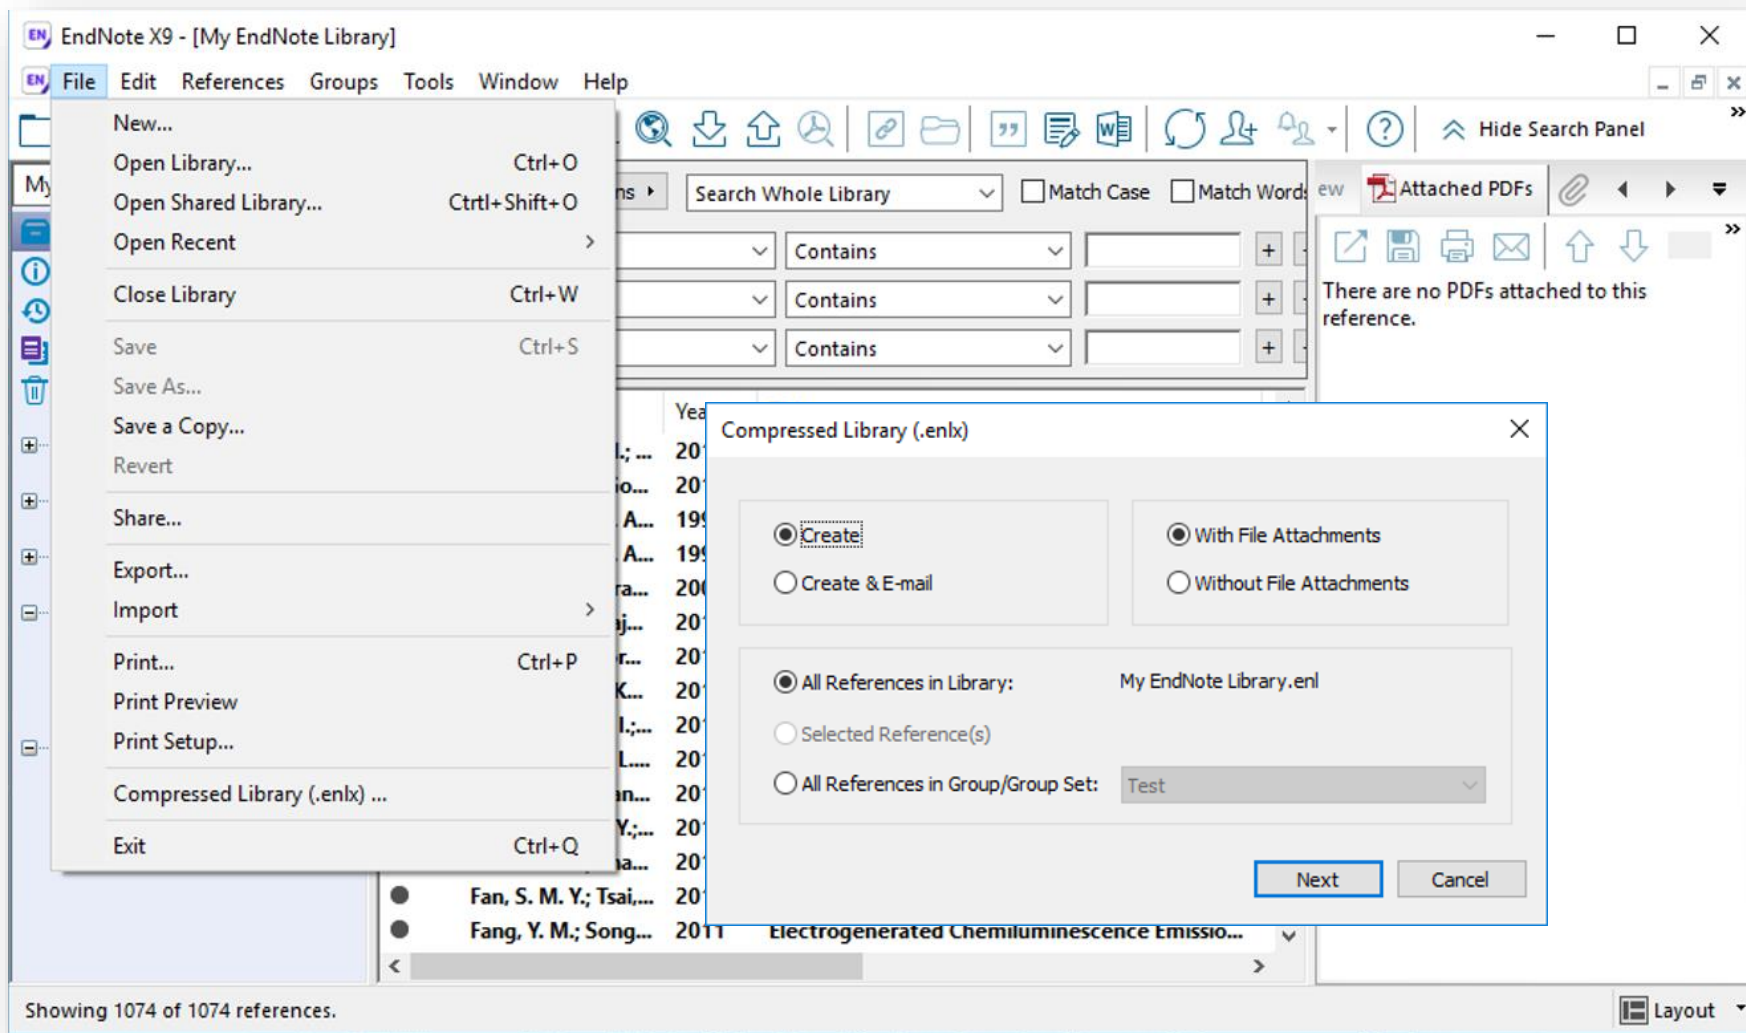 EndNote X9 - [My EndNote Library]
File Edit References Groups Tools Window Help
Hide Search Panel
New...
Open Library... Ctrl+O
Open Shared Library... Ctrtl+Shift+O
Open Recent
Close Library Ctrl+W
Save Ctrl+S
Save As...
Save a Copy...
Revert
Share...
Export...
Import
Print... Ctrl+P
Print Preview
Print Setup...
Compressed Library (.enlx) ...
Exit Ctrl+Q
My
Search Whole Library
Match Case
Match Words
Contains
Contains
Contains
Attached PDFs
There are no PDFs attached to this
reference.
Compressed Library (.enlx)
Create
Create & E-mail
With File Attachments
Without File Attachments
All References in Library: My EndNote Library.enl
Selected Reference(s)
All References in Group/Group Set: Test
Next Cancel
Fan, S. M. Y.; Tsai,...
Fang, Y. M.; Song... 2011 Electrogenerated Chemiluminescence Emissio...
Showing 1074 of 1074 references.
Layout